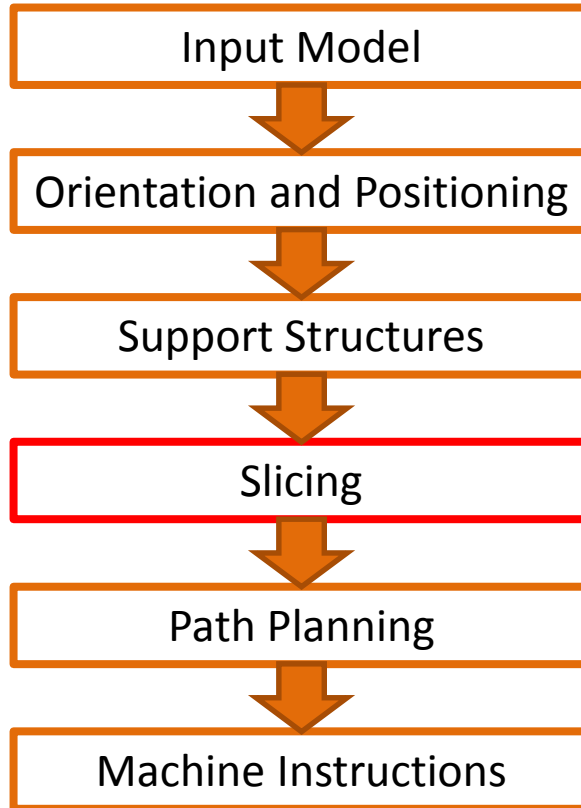 Input Model
Orientation and Positioning
Support Structures
Slicing
Path Planning
Machine Instructions